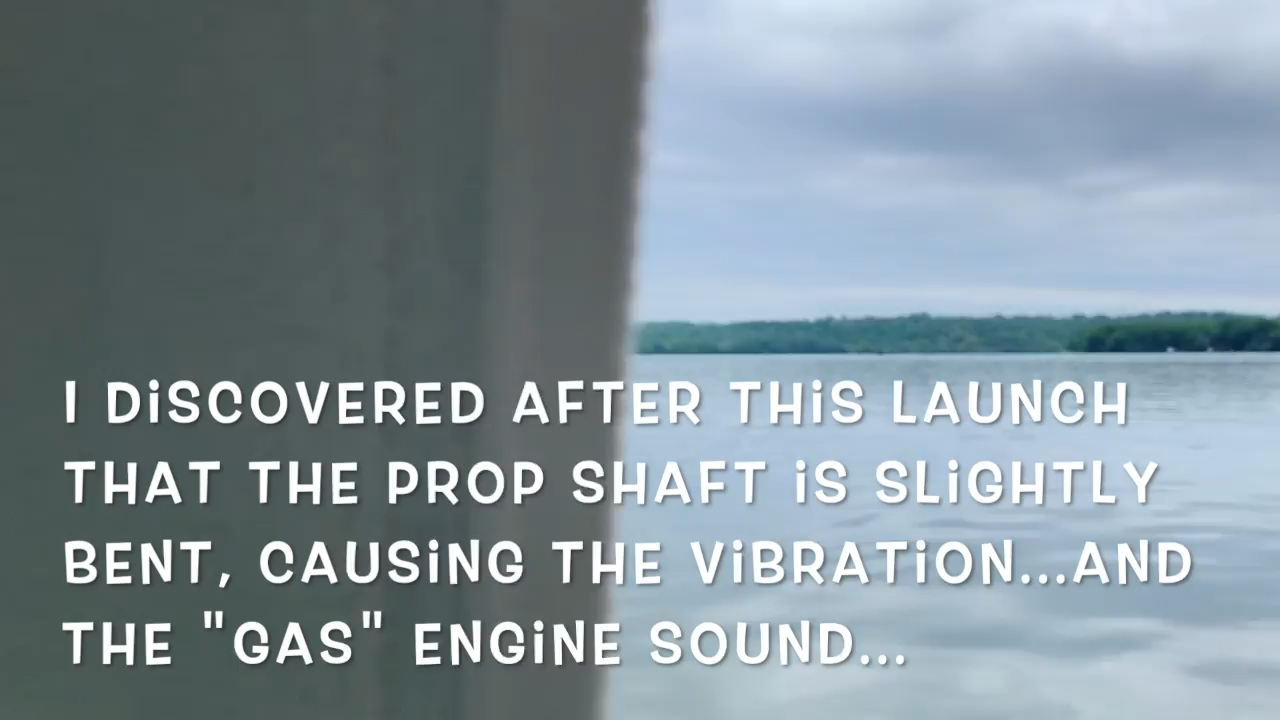 I DiSCOVERED AFTER THiS LAUNCH
THAT THE PROP SHAFT iS SLiGHTLY
BENT, CAUSiNG THE ViBRATiON...AND
THE "GAS" ENGiNE SOUND...